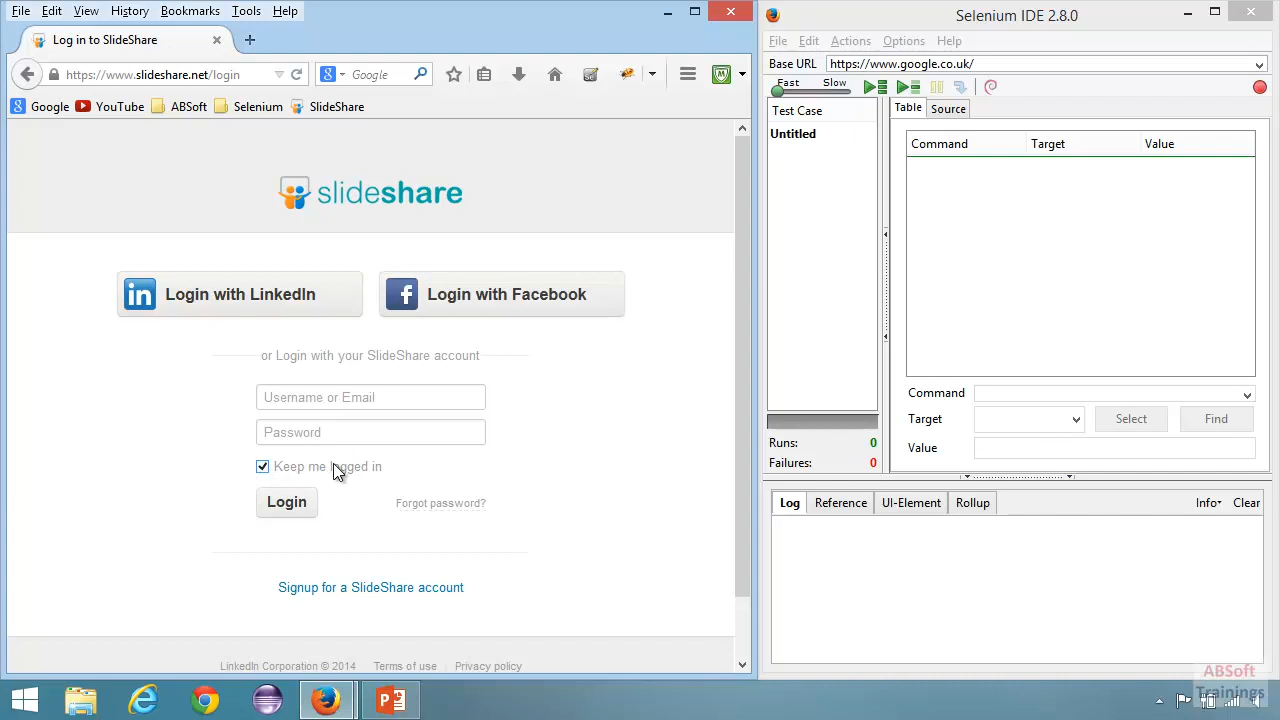 File Edit View History Bookmarks Tools Help
Log in to SlideShare
https://www.slideshare.net/login
Google
Google YouTube ABSoft Selenium SlideShare
slideshare
Login with LinkedIn Login with Facebook
or Login with your SlideShare account
Username or Email
Password
Keep me logged in
Login Forgot password?
Signup for a SlideShare account
LinkedIn Corporation © 2014 Terms of use Privacy policy
Selenium IDE 2.8.0
File Edit Actions Options Help
Base URL https://www.google.co.uk/
Fast Slow
Test Case
Untitled
Runs: 0
Failures: 0
Table Source
Command Target Value
Command
Target Select Find
Value
Log Reference UI-Element Rollup Info Clear
ABSoft
Trainings